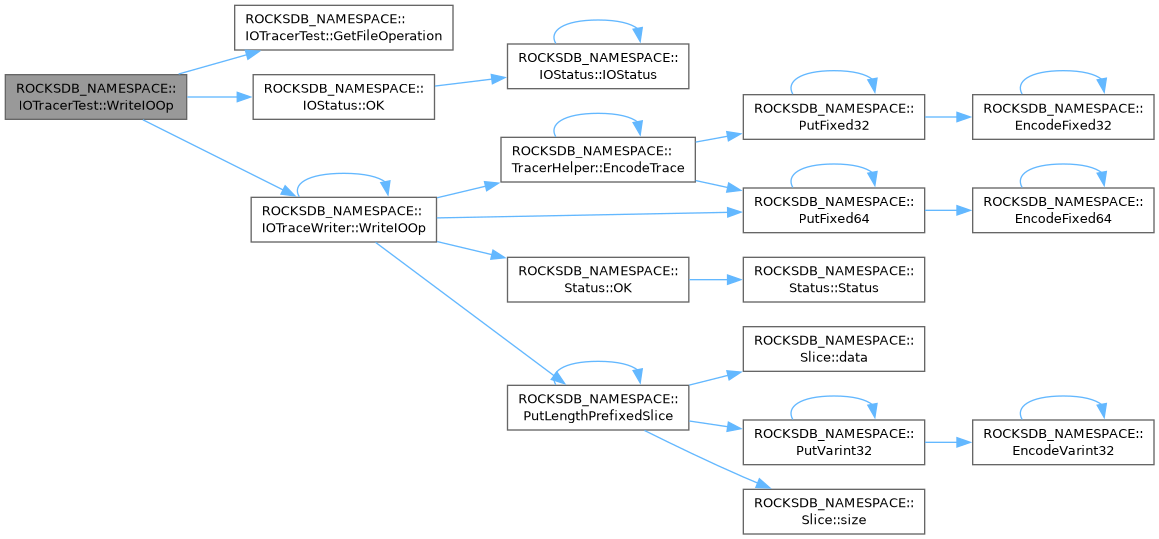 ROCKSDB_NAMESPACE::
IOTracerTest::WriteIOOp
ROCKSDB_NAMESPACE::
IOTracerTest::GetFileOperation
ROCKSDB_NAMESPACE::
IOStatus::OK
ROCKSDB_NAMESPACE::
IOStatus::IOStatus
ROCKSDB_NAMESPACE::
IOTraceWriter::WriteIOOp
ROCKSDB_NAMESPACE::
TracerHelper::EncodeTrace
ROCKSDB_NAMESPACE::
PutFixed32
ROCKSDB_NAMESPACE::
EncodeFixed32
ROCKSDB_NAMESPACE::
PutFixed64
ROCKSDB_NAMESPACE::
EncodeFixed64
ROCKSDB_NAMESPACE::
Status::OK
ROCKSDB_NAMESPACE::
Status::Status
ROCKSDB_NAMESPACE::
PutLengthPrefixedSlice
ROCKSDB_NAMESPACE::
Slice::data
ROCKSDB_NAMESPACE::
PutVarint32
ROCKSDB_NAMESPACE::
EncodeVarint32
ROCKSDB_NAMESPACE::
Slice::size